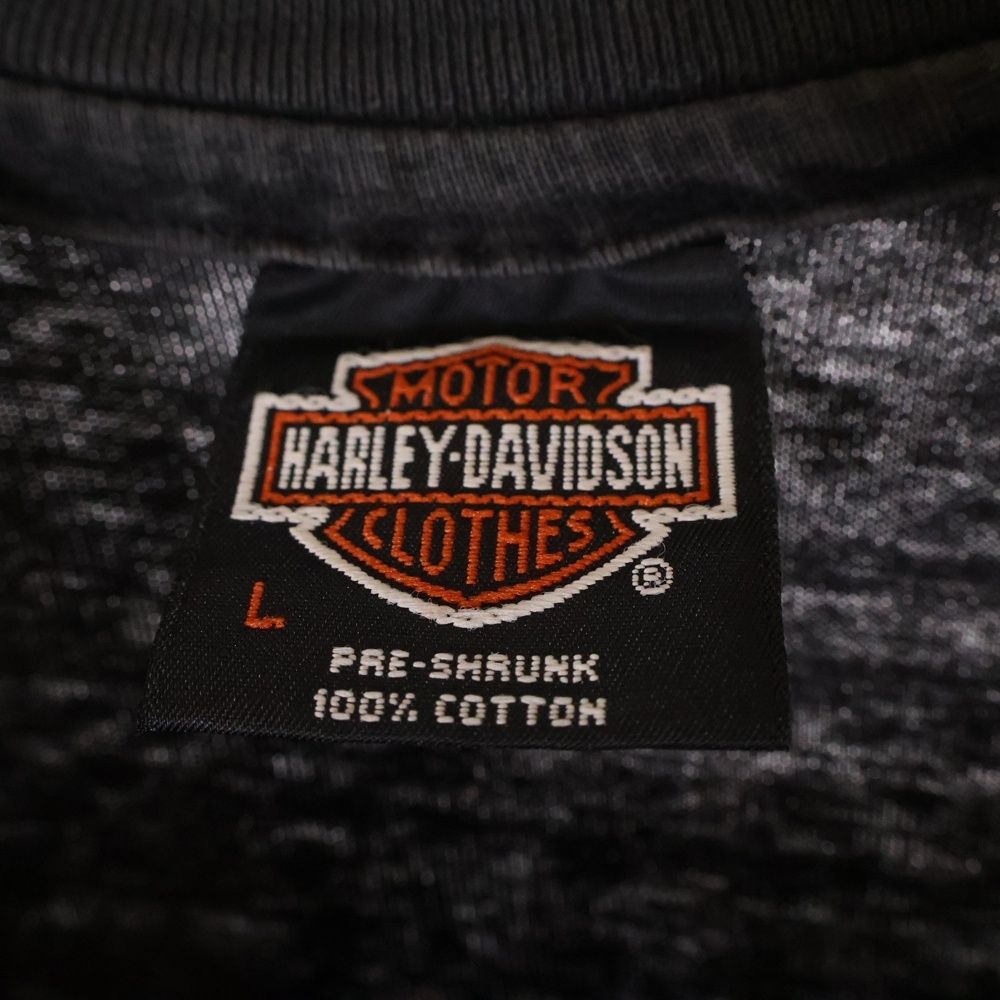 MOTOR
HARLEY-DAVIDSON
CLOTHES
®
L
PRE-SHRUNK
100% COTTON